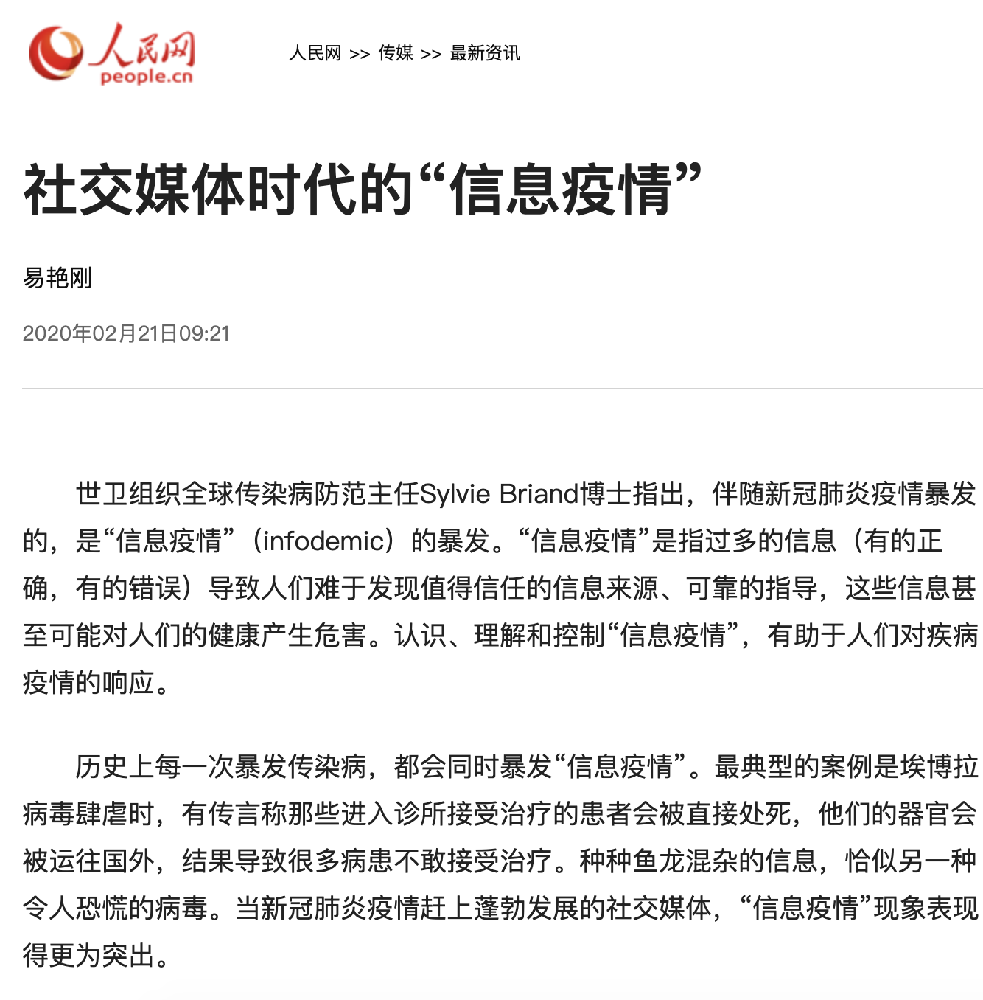 人民网
people.cn
人民网 >> 传媒 >> 最新资讯
社交媒体时代的“信息疫情”
易艳刚
2020年02月21日09:21
世卫组织全球传染病防范主任Sylvie Briand博士指出，伴随新冠肺炎疫情暴发
的，是“信息疫情”（infodemic）的暴发。“信息疫情”是指过多的信息（有的正
确，有的错误）导致人们难于发现值得信任的信息来源、可靠的指导，这些信息甚
至可能对人们的健康产生危害。认识、理解和控制“信息疫情”，有助于人们对疾病
疫情的响应。
历史上每一次暴发传染病，都会同时暴发“信息疫情”。最典型的案例是埃博拉
病毒肆虐时，有传言称那些进入诊所接受治疗的患者会被直接处死，他们的器官会
被运往国外，结果导致很多病患不敢接受治疗。种种鱼龙混杂的信息，恰似另一种
令人恐慌的病毒。当新冠肺炎疫情赶上蓬勃发展的社交媒体，“信息疫情”现象表现
得更为突出。